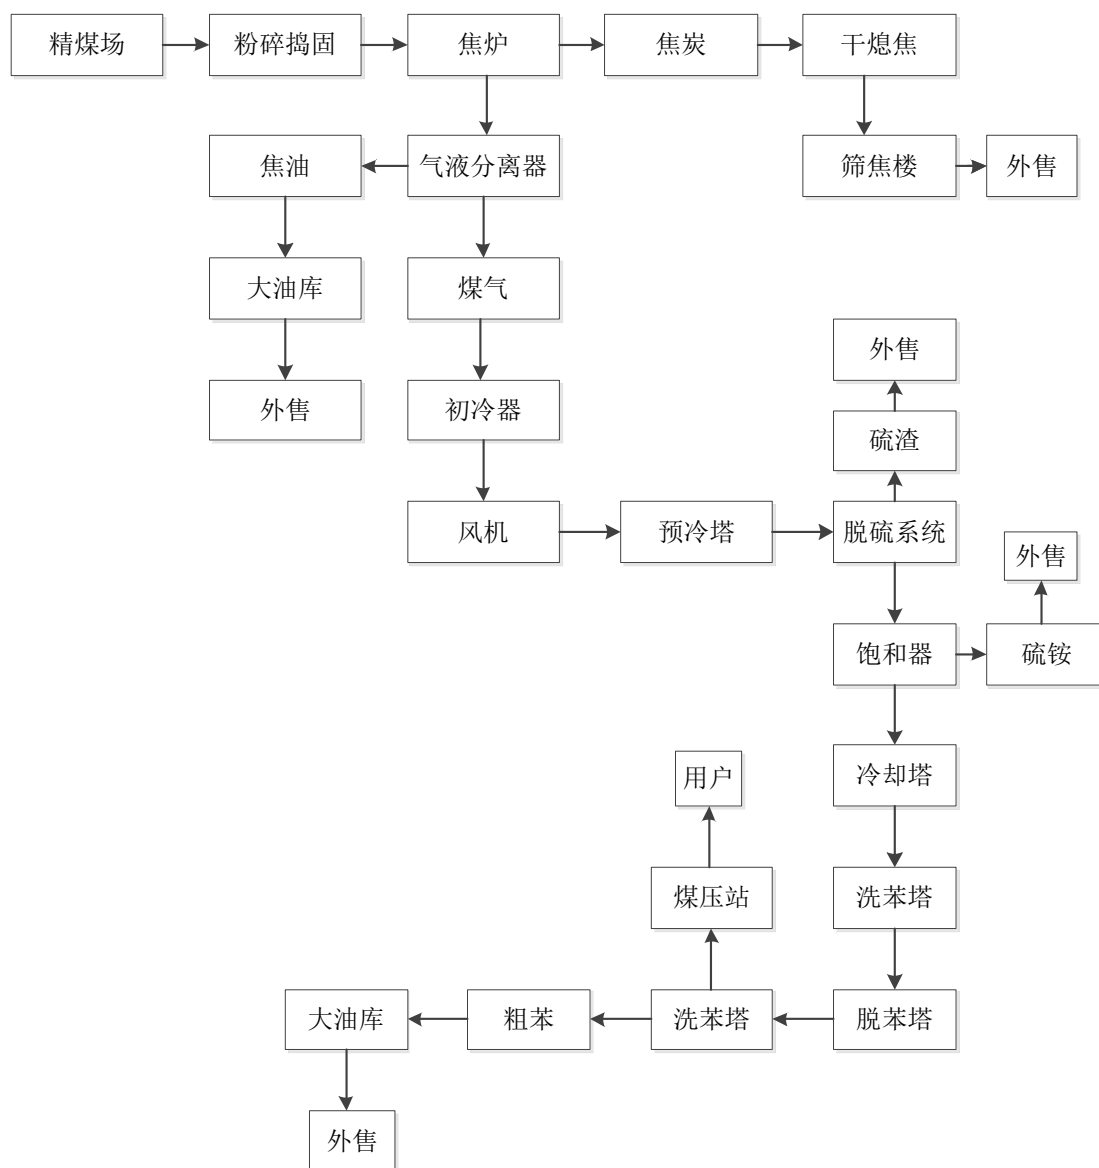 精煤场
粉碎捣固
焦炉
焦炭
干熄焦
焦油
气液分离器
筛焦楼
外售
大油库
煤气
外售
外售
初冷器
硫渣
风机
预冷塔
脱硫系统
外售
饱和器
硫铵
用户
冷却塔
煤压站
洗苯塔
大油库
粗苯
洗苯塔
脱苯塔
外售